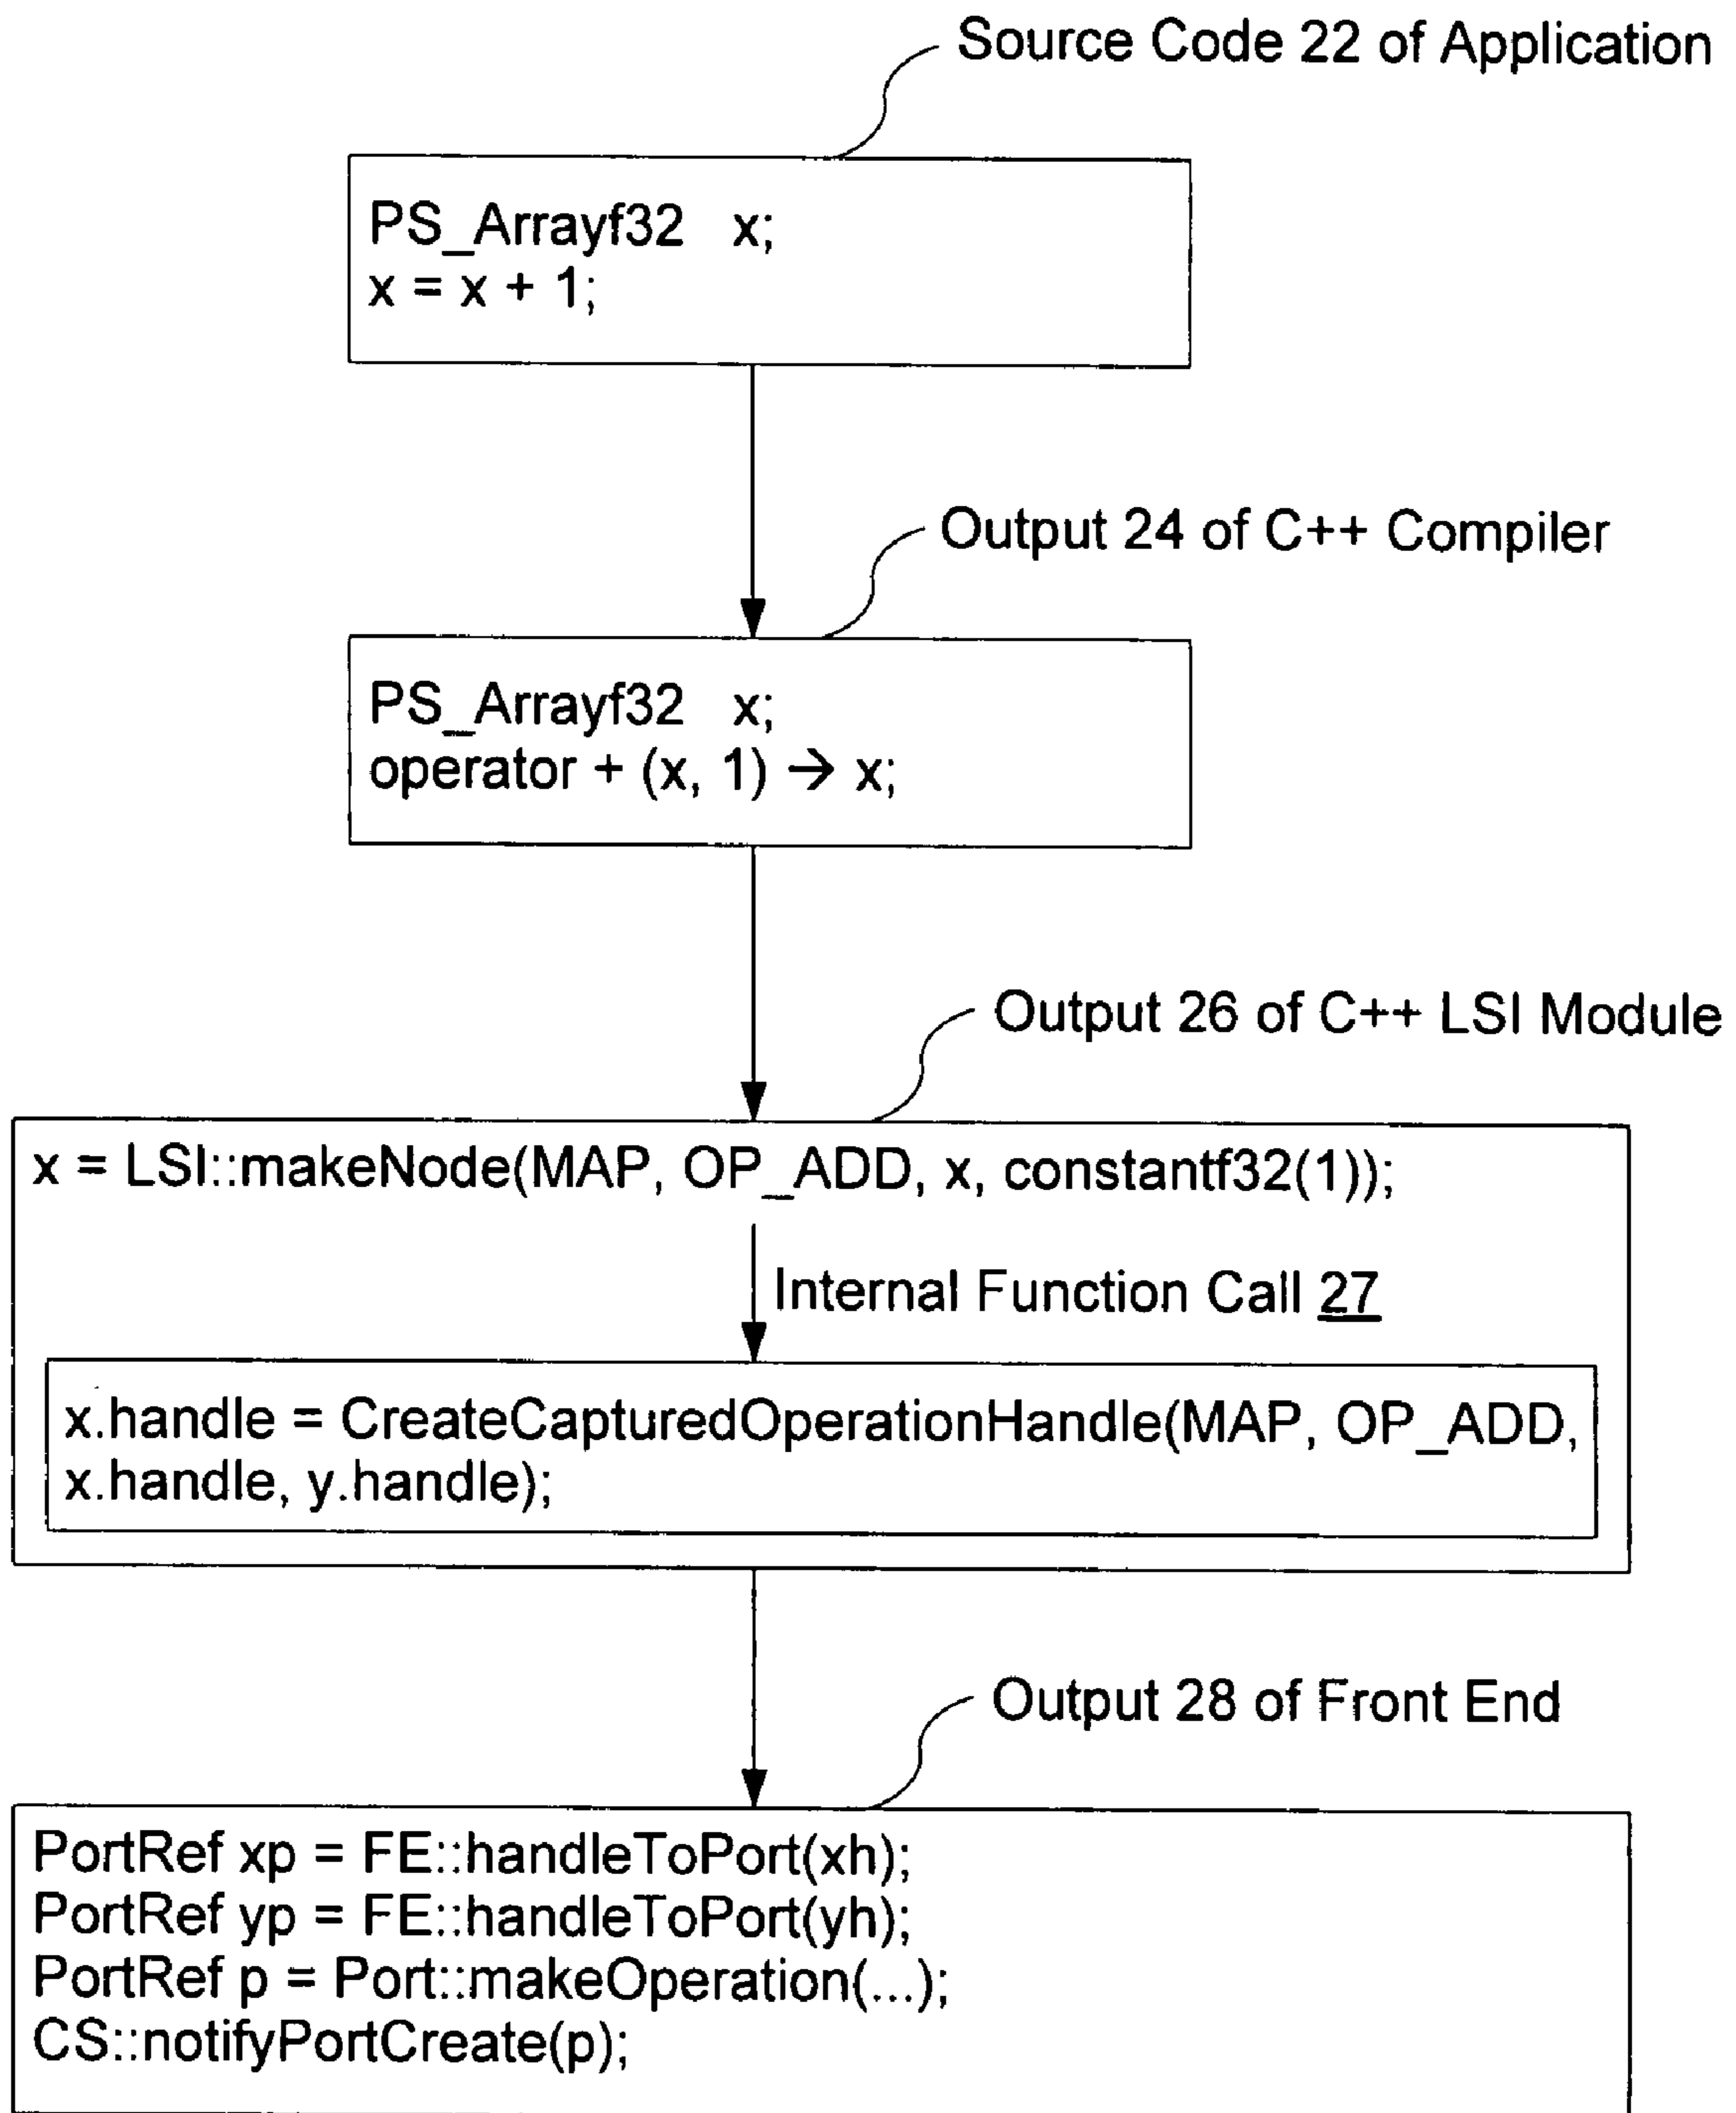 Source Code 22 of Application
PS_Arrayf32 x;
x = x + 1;
Output 24 of C++ Compiler
PS_Arrayf32 x;
operator + (x, 1) → x;
Output 26 of C++ LSI Module
x = LSI::makeNode(MAP, OP_ADD, x, constantf32(1));
Internal Function Call 27
x.handle = CreateCapturedOperationHandle(MAP, OP_ADD,
x.handle, y.handle);
Output 28 of Front End
PortRef xp = FE::handleToPort(xh);
PortRef yp = FE::handleToPort(yh);
PortRef p = Port::makeOperation(...);
CS::notifyPortCreate(p);